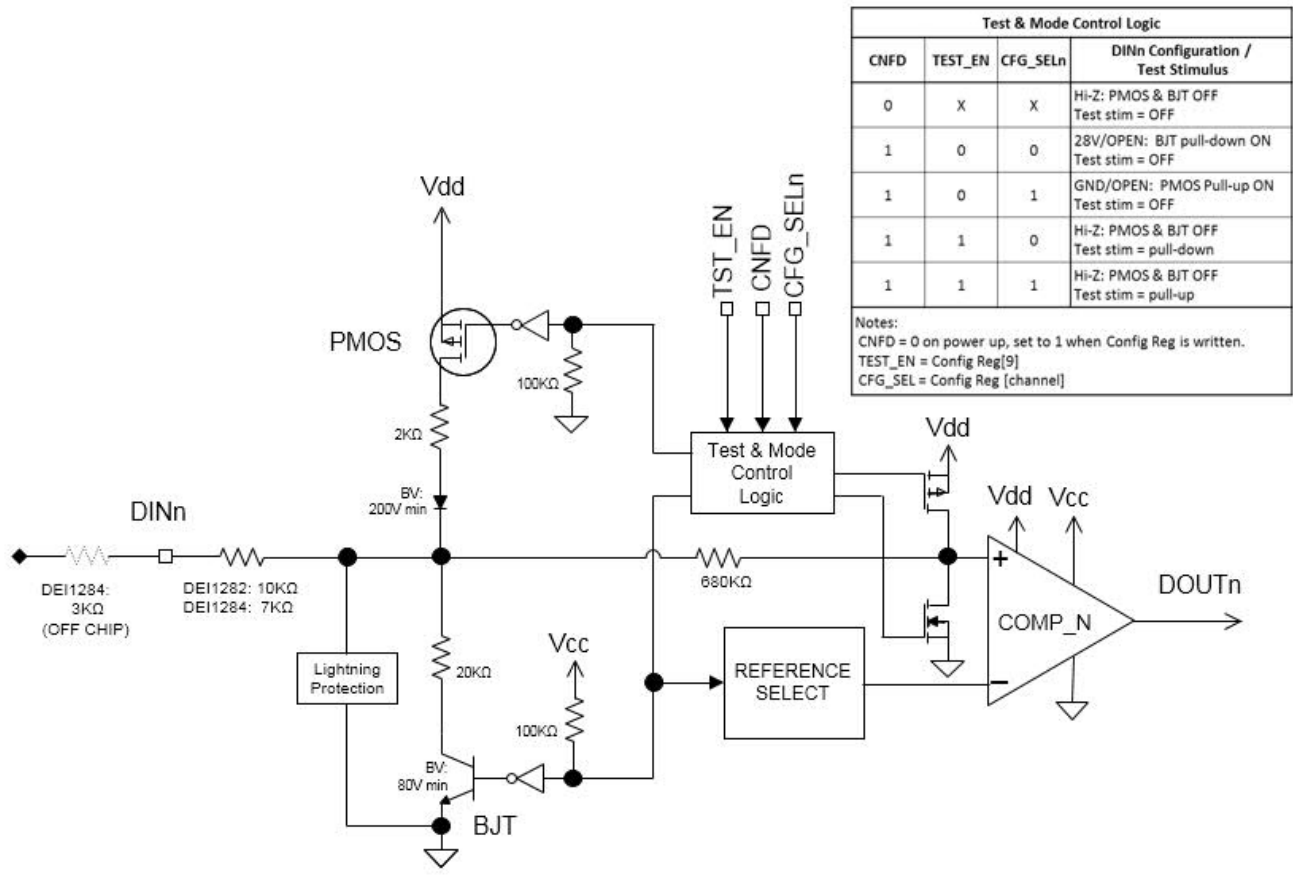 Test & Mode Control Logic
CNFD TEST_EN CFG_SELn DINn Configuration /
Test Stimulus
0 X X Hi-Z: PMOS & BJT OFF
Test stim = OFF
1 0 0 28V/OPEN: BJT pull-down ON
Test stim = OFF
1 0 1 GND/OPEN: PMOS Pull-up ON
Test stim = OFF
1 1 0 Hi-Z: PMOS & BJT OFF
Test stim = pull-down
1 1 1 Hi-Z: PMOS & BJT OFF
Test stim = pull-up
Notes:
CNFD = 0 on power up, set to 1 when Config Reg is written.
TEST_EN = Config Reg[9]
CFG_SEL = Config Reg [channel]
Vdd
TST_EN
CNFD
CFG_SELn
PMOS
100KΩ
2KΩ
BV:
200V min
Test & Mode
Control
Logic
Vdd
Vdd
Vcc
DINn
DEI1284:
3KΩ
(OFF CHIP)
DEI1282: 10KΩ
DEI1284: 7KΩ
680KΩ
+
COMP_N
−
DOUTn
Lightning
Protection
20KΩ
Vcc
100KΩ
REFERENCE
SELECT
BV:
80V min
BJT